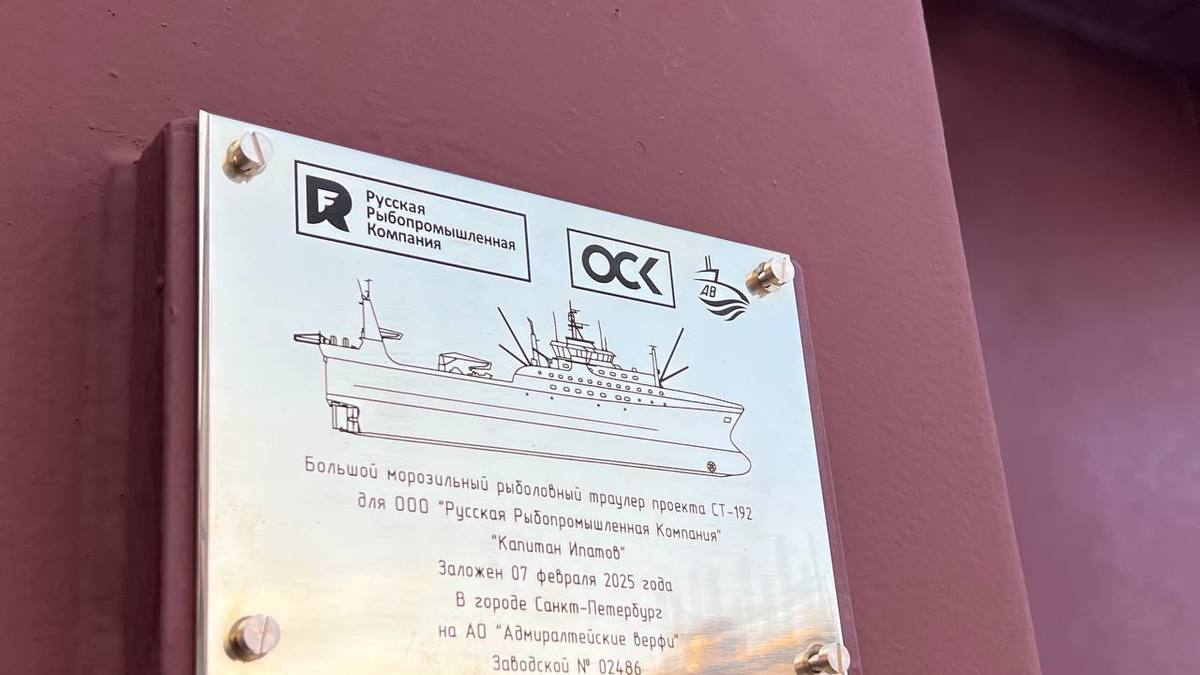 Русская
Рыбопромышленная
Компания
ОСК
АВ
Большой морозильный рыболовный траулер проекта СТ-192
для ООО "Русская Рыбопромышленная Компания"
"Капитан Ипатов"
Заложен 07 февраля 2025 года
В городе Санкт-Петербург
на АО "Адмиралтейские верфи"
Заводской № 02486